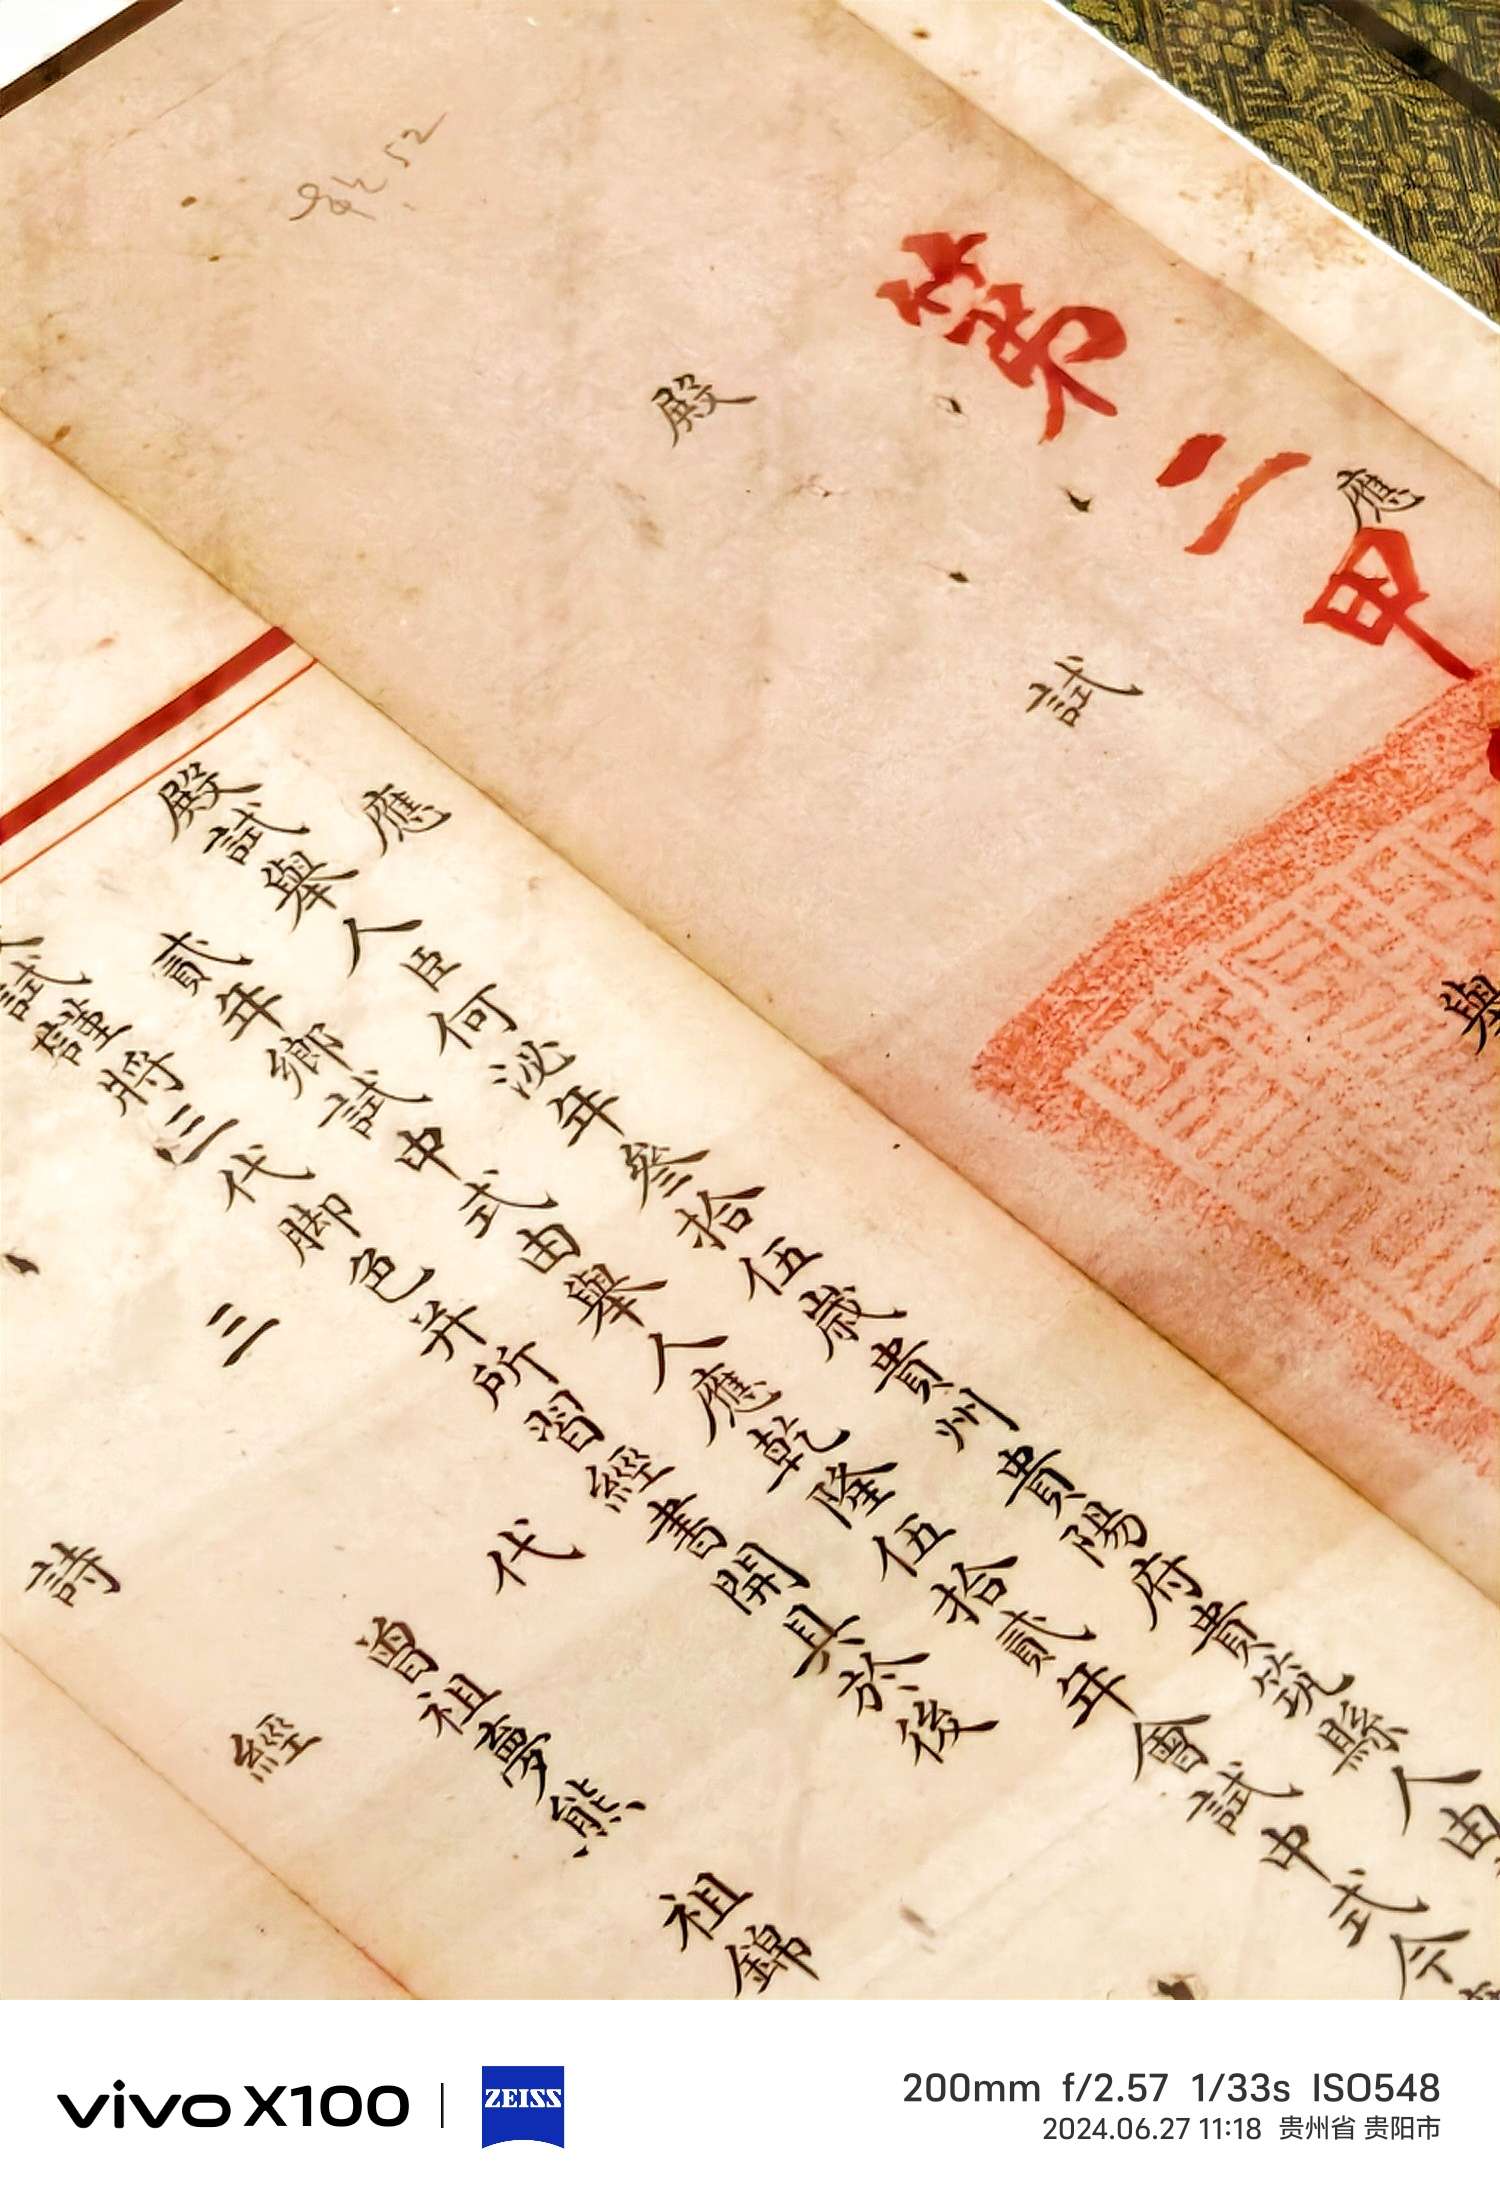 第二甲
應
殿
試
舉
應
殿試舉人臣何泌年叁拾伍歲貴州貴陽府貴筑縣人由
貳年鄉試中式由舉人應乾隆伍拾貳年會試中式今
試謹將三代脚色并所習經書開具於後
三代
曾祖夢熊
祖錦
詩
經
52
vivo X100
ZEISS
200mm f/2.57 1/33s ISO548
2024.06.27 11:18 贵州省 贵阳市